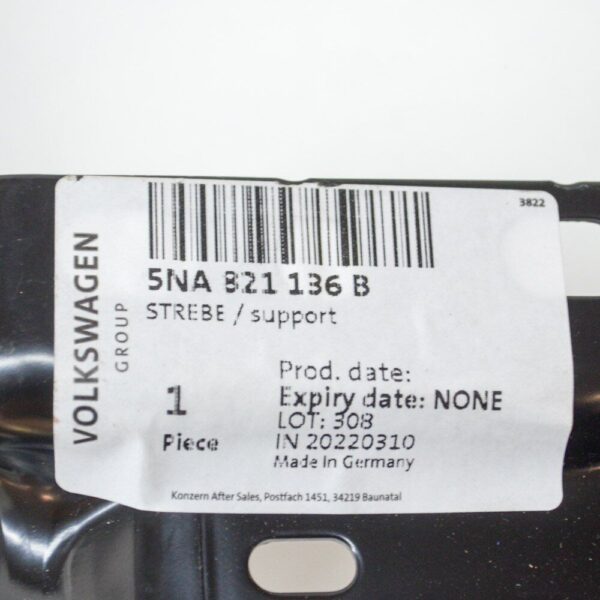 3822
VOLKSWAGEN
GROUP
5NA 821 136 B
STREBE / support
1
Piece
Prod. date:
Expiry date: NONE
LOT: 308
IN 20220310
Made In Germany
Konzern After Sales, Postfach 1451, 34219 Baunatal